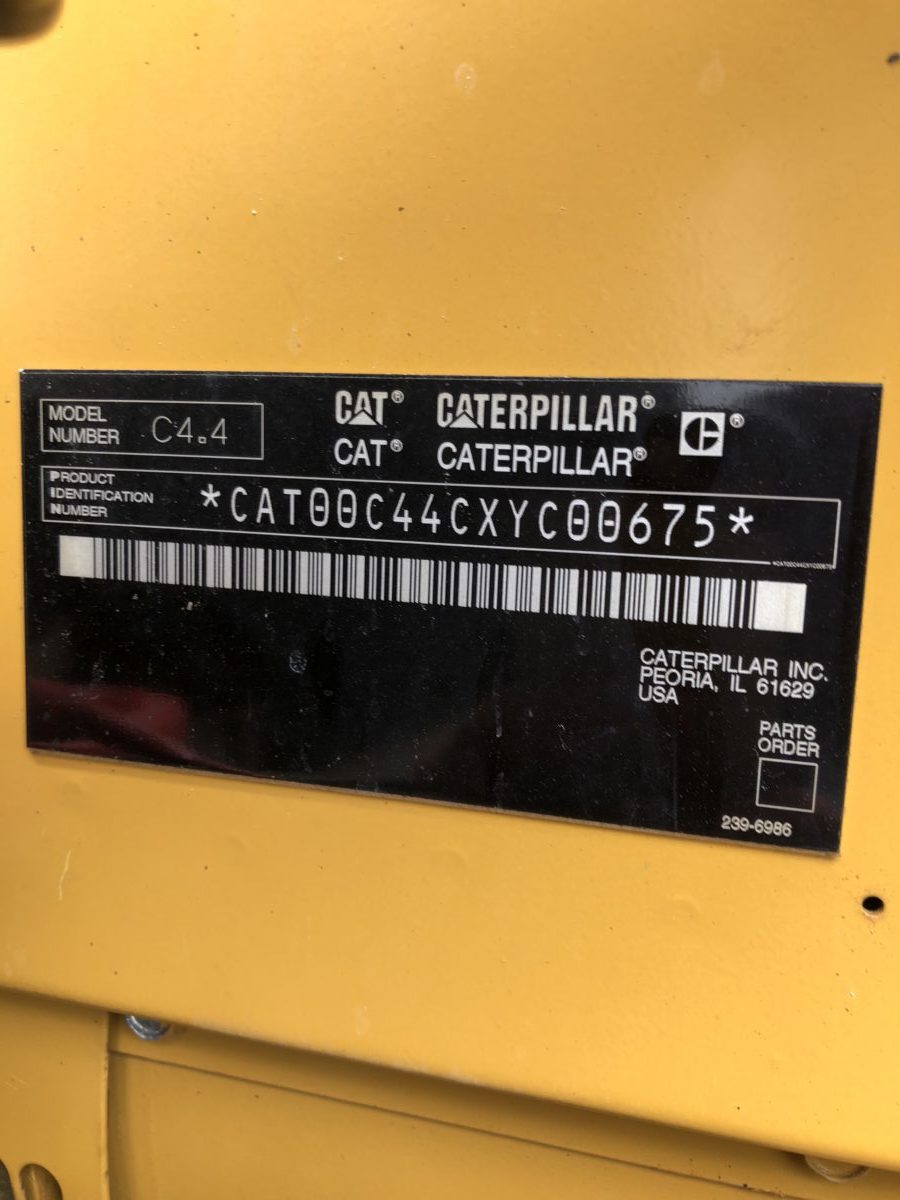 MODEL
NUMBER C4.4
CAT® CATERPILLAR® ®
CAT® CATERPILLAR®
PRODUCT
IDENTIFICATION
NUMBER
*CAT00C44CXYC00675*
*CAT00C44CXYC00675*
CATERPILLAR INC.
PEORIA, IL 61629
USA
PARTS
ORDER
239-6986